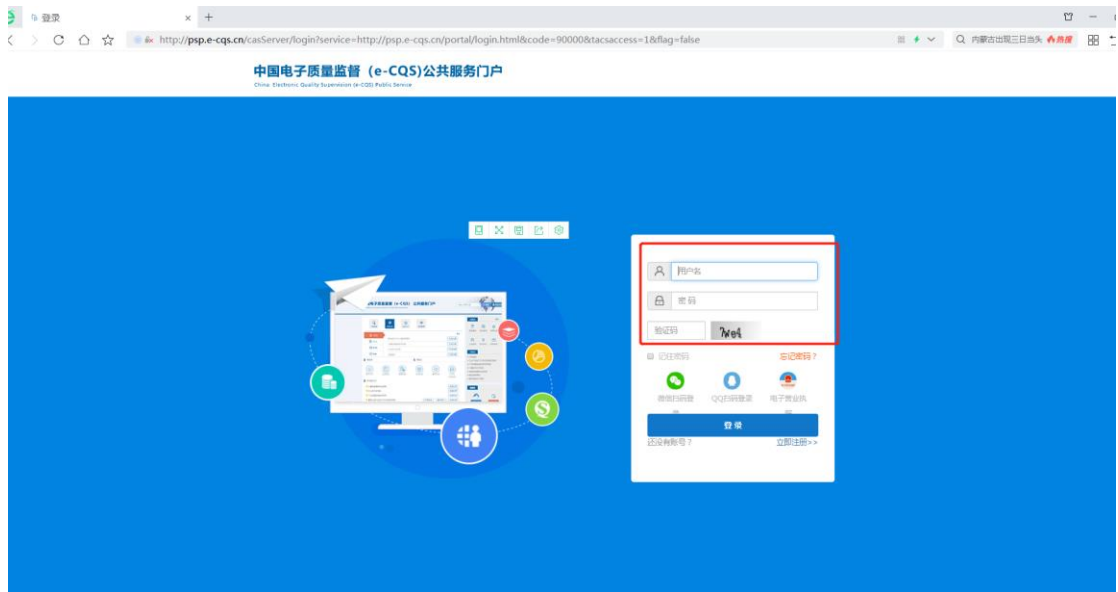 登录
http://psp.e-cqs.cn/casServer/login?service=http://psp.e-cqs.cn/portal/login.html&code=90000&tacsaccess=1&flag=false
内蒙古出现三日当头 热搜
中国电子质量监督（e-CQS)公共服务门户
China Electronic Quality Supervision (e-CQS) Public Service
用户名
密码
验证码
记住密码 忘记密码？
微信扫码登 QQ扫码登录 电子营业执
登录
还没有账号？ 立即注册>>